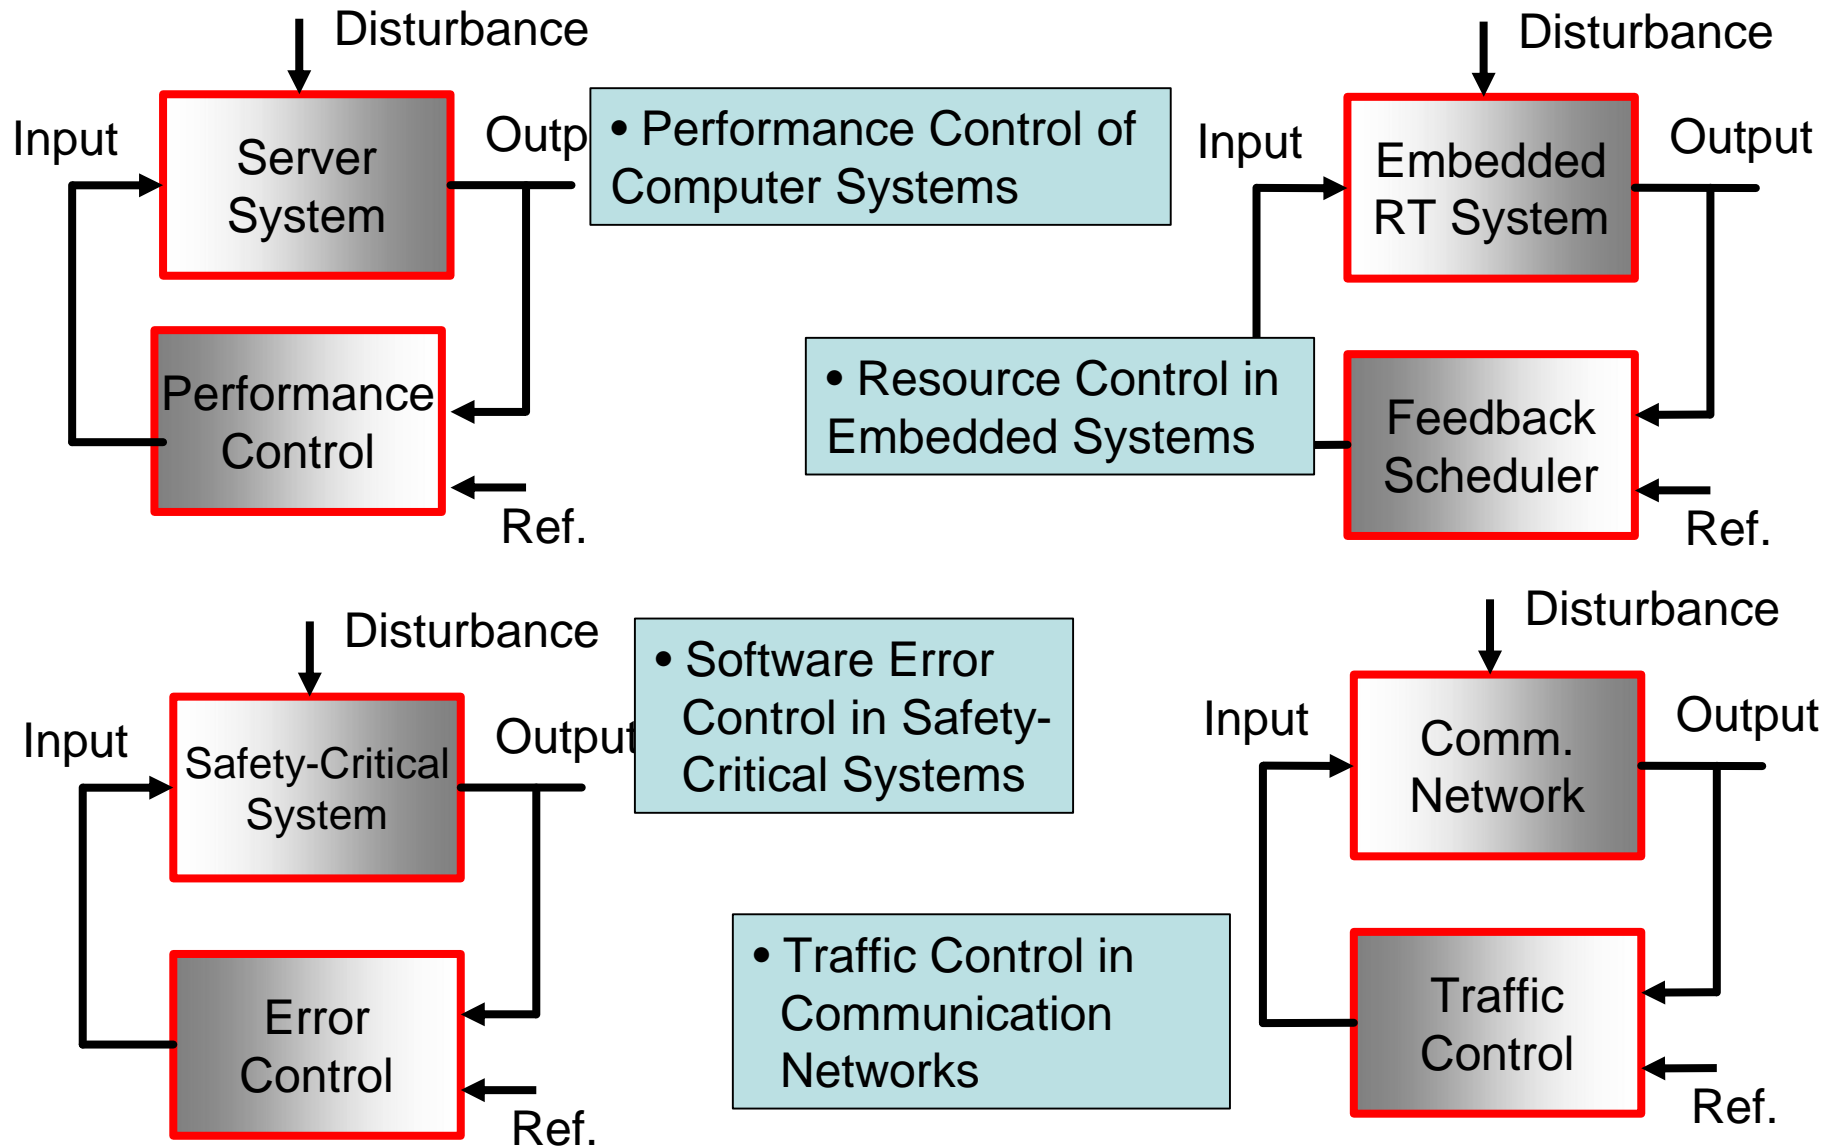 Disturbance
Input
Outp
Server
System
Performance
Control
Ref.
• Performance Control of
Computer Systems
Disturbance
Input
Output
Embedded
RT System
• Resource Control in
Embedded Systems
Feedback
Scheduler
Ref.
Disturbance
Input
Output
Safety-Critical
System
Error
Control
Ref.
• Software Error
Control in Safety-
Critical Systems
Disturbance
Input
Output
Comm.
Network
• Traffic Control in
Communication
Networks
Traffic
Control
Ref.